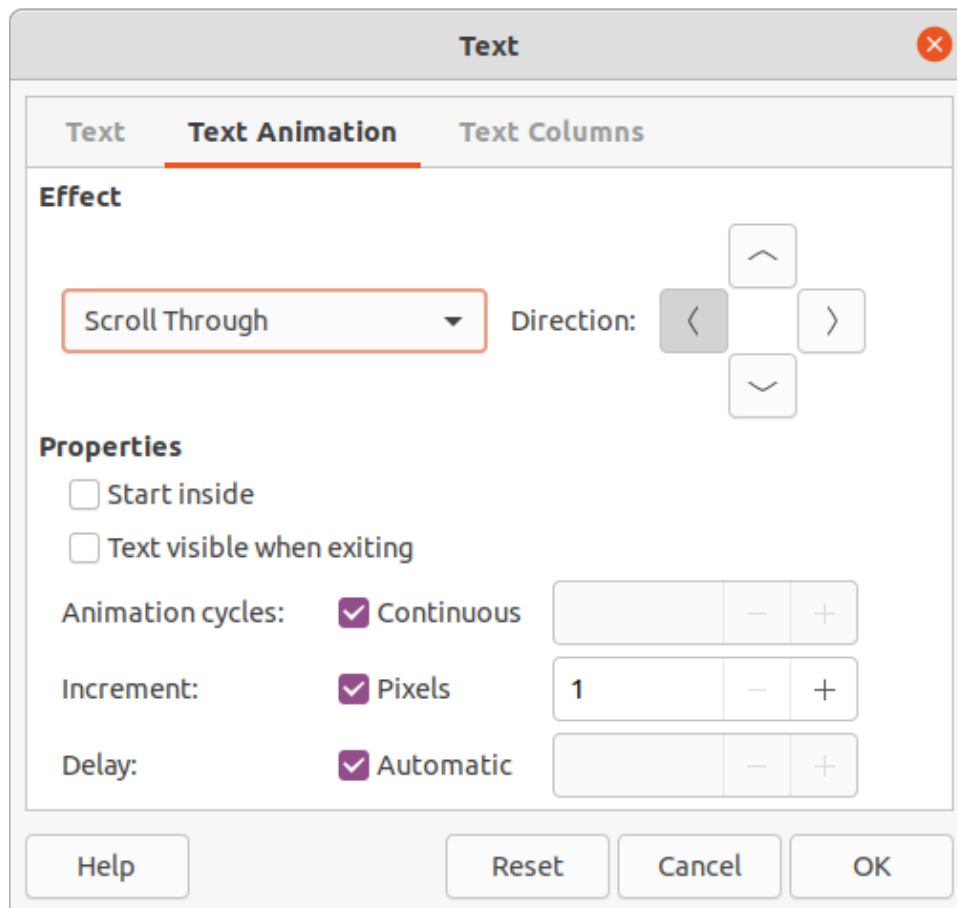 Text
Text Animation Text Columns
Text
Effect
Scroll Through
Direction:
Properties
Start inside
Text visible when exiting
Animation cycles: Continuous
Increment: Pixels 1
Delay: Automatic
Help Reset Cancel OK